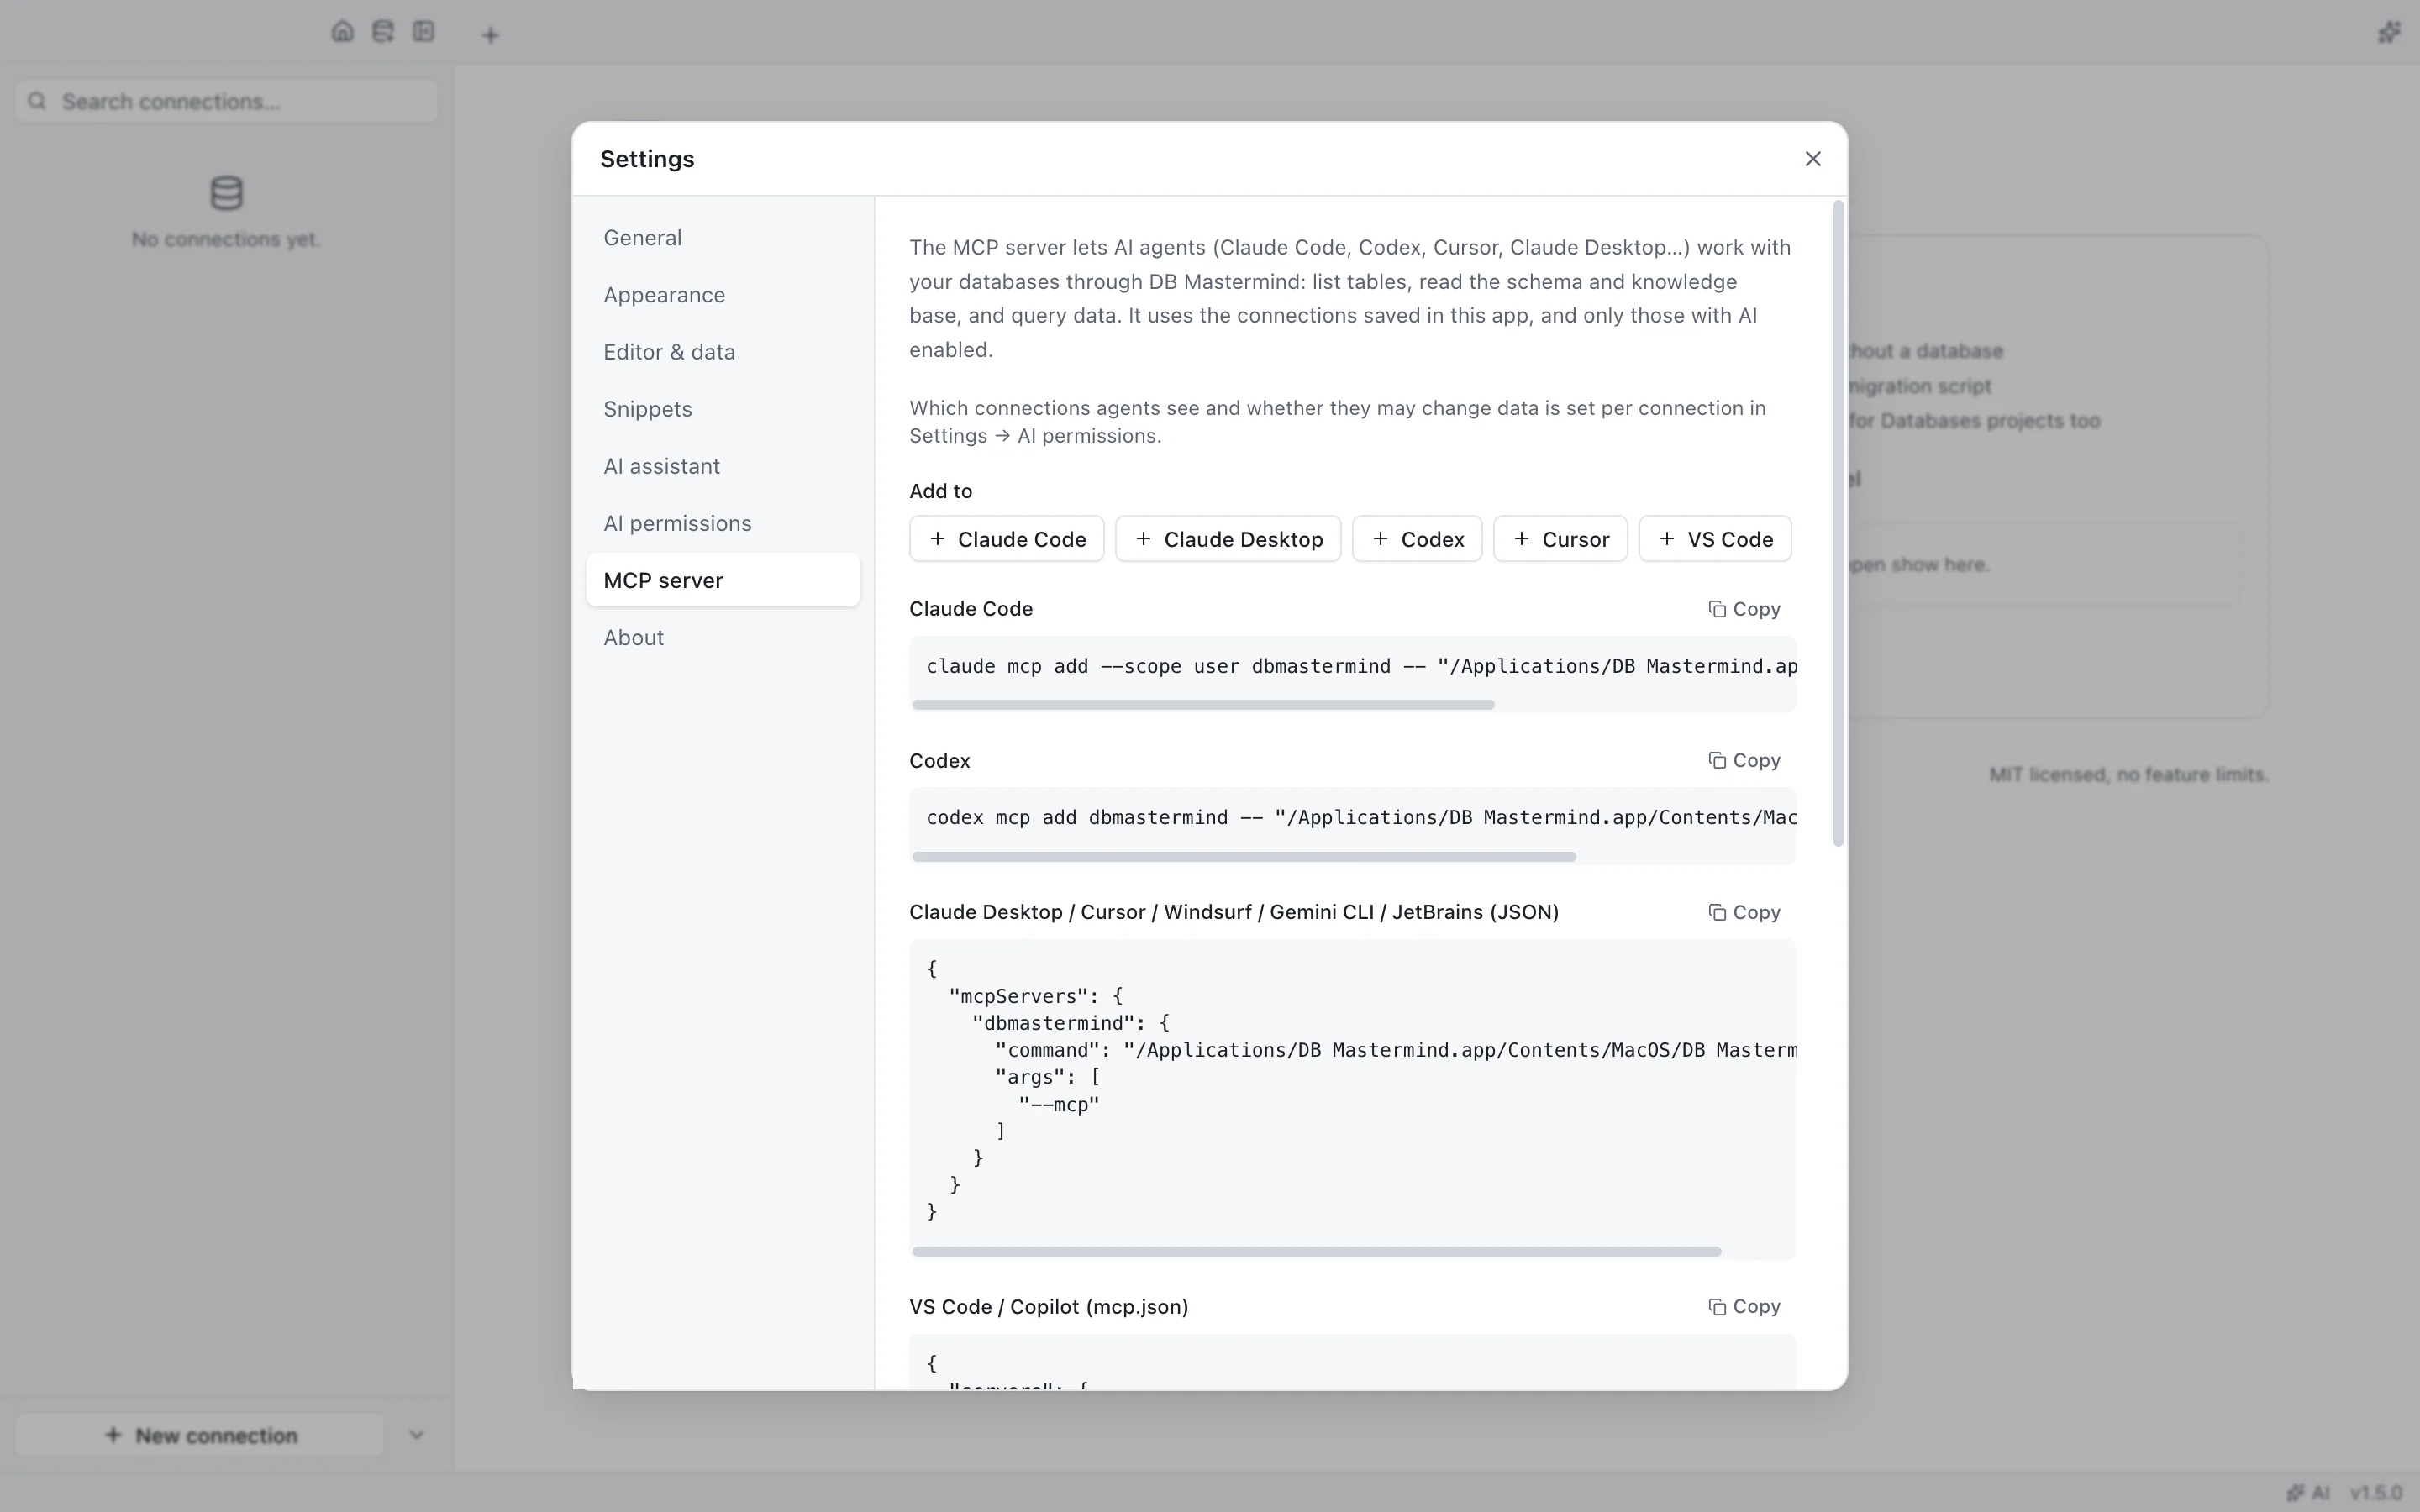 Search connections...
No connections yet.
Settings
General
Appearance
Editor & data
Snippets
AI assistant
AI permissions
MCP server
About
The MCP server lets AI agents (Claude Code, Codex, Cursor, Claude Desktop...) work with
your databases through DB Mastermind: list tables, read the schema and knowledge
base, and query data. It uses the connections saved in this app, and only those with AI
enabled.
Which connections agents see and whether they may change data is set per connection in
Settings → AI permissions.
Add to
+ Claude Code
+ Claude Desktop
+ Codex
+ Cursor
+ VS Code
Claude Code
Copy
claude mcp add --scope user dbmastermind -- "/Applications/DB Mastermind.ap
Codex
Copy
codex mcp add dbmastermind -- "/Applications/DB Mastermind.app/Contents/Mac
Claude Desktop / Cursor / Windsurf / Gemini CLI / JetBrains (JSON)
Copy
{
"mcpServers": {
"dbmastermind": {
"command": "/Applications/DB Mastermind.app/Contents/MacOS/DB Masterm
"args": [
"--mcp"
]
}
}
}
VS Code / Copilot (mcp.json)
Copy
{
"servers": {
a database
migration script
for Databases projects too
open show here.
MIT licensed, no feature limits.
+ New connection
AI
v1.5.0